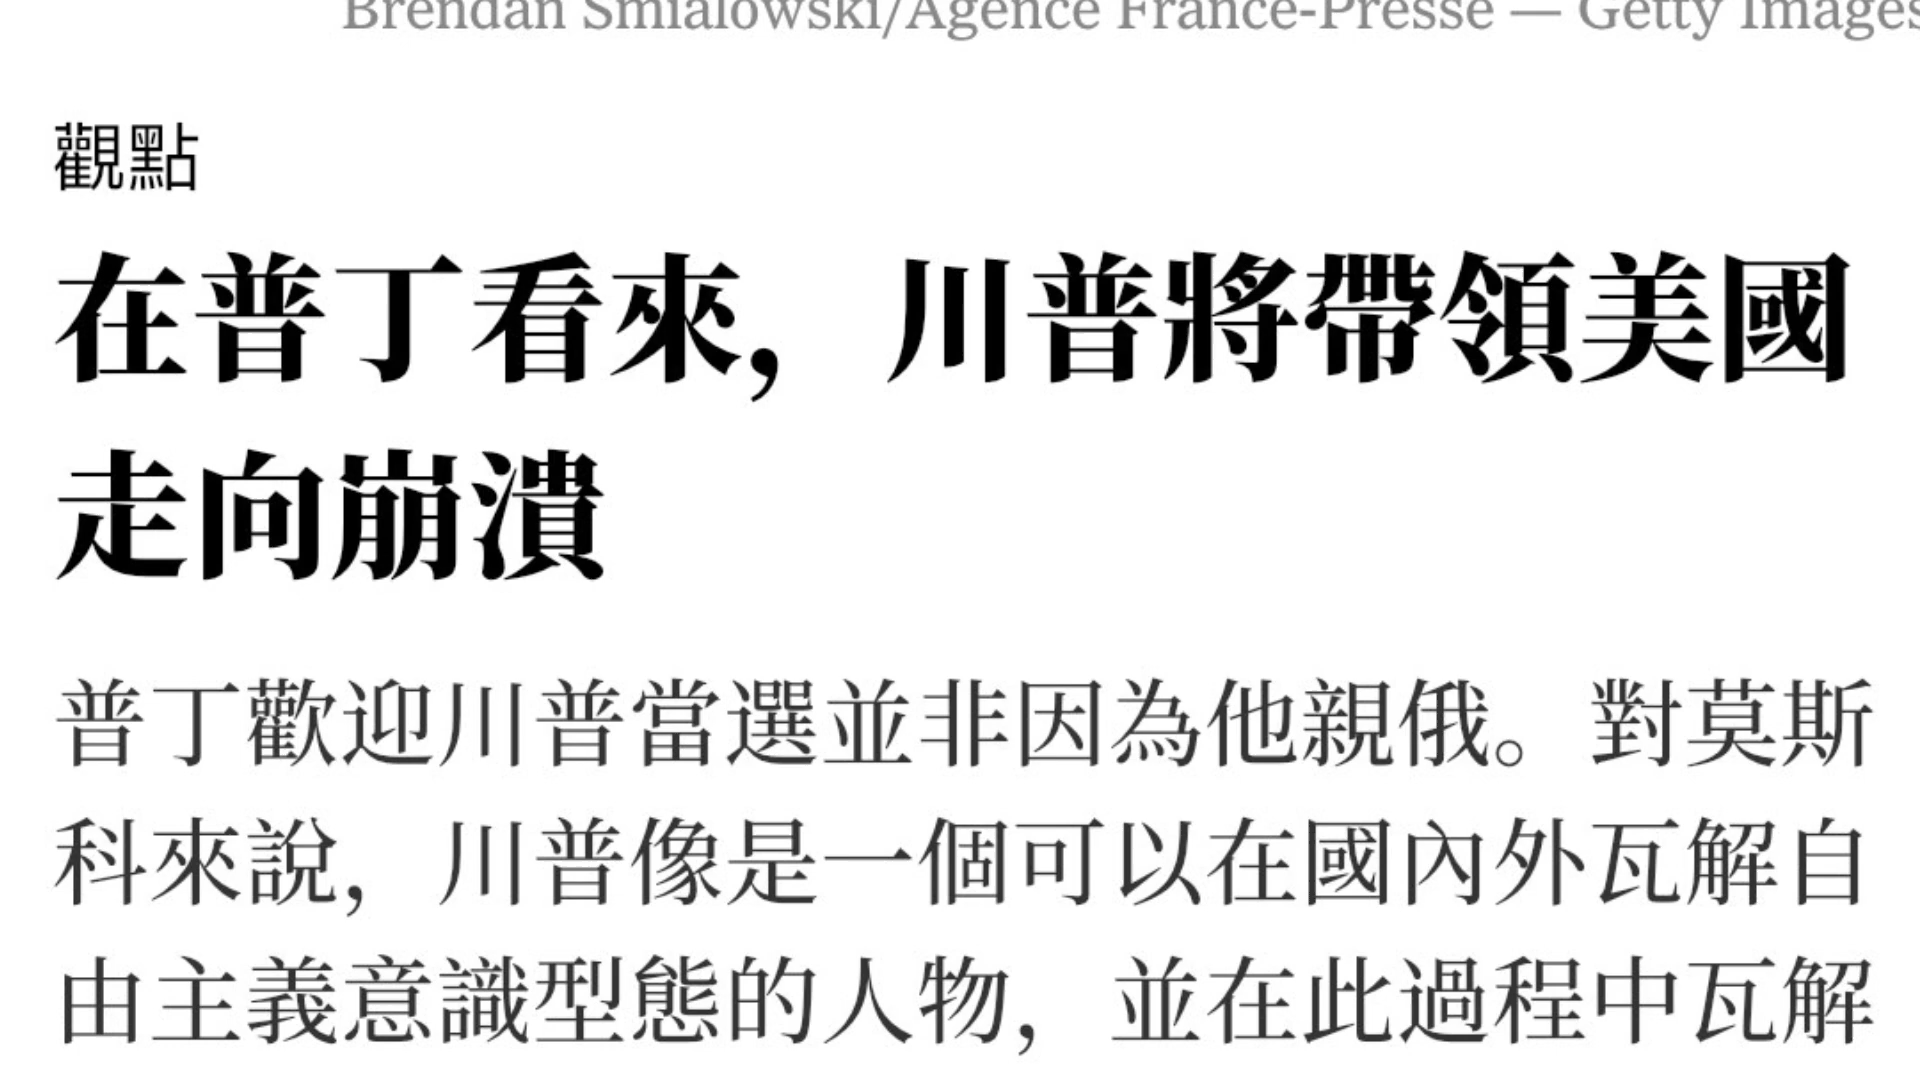 Brendan Smialowski/Agence France-Presse — Getty Images
觀點
在普丁看來，川普將帶領美國
走向崩潰
普丁歡迎川普當選並非因為他親俄。對莫斯
科來說，川普像是一個可以在國內外瓦解自
由主義意識型態的人物，並在此過程中瓦解